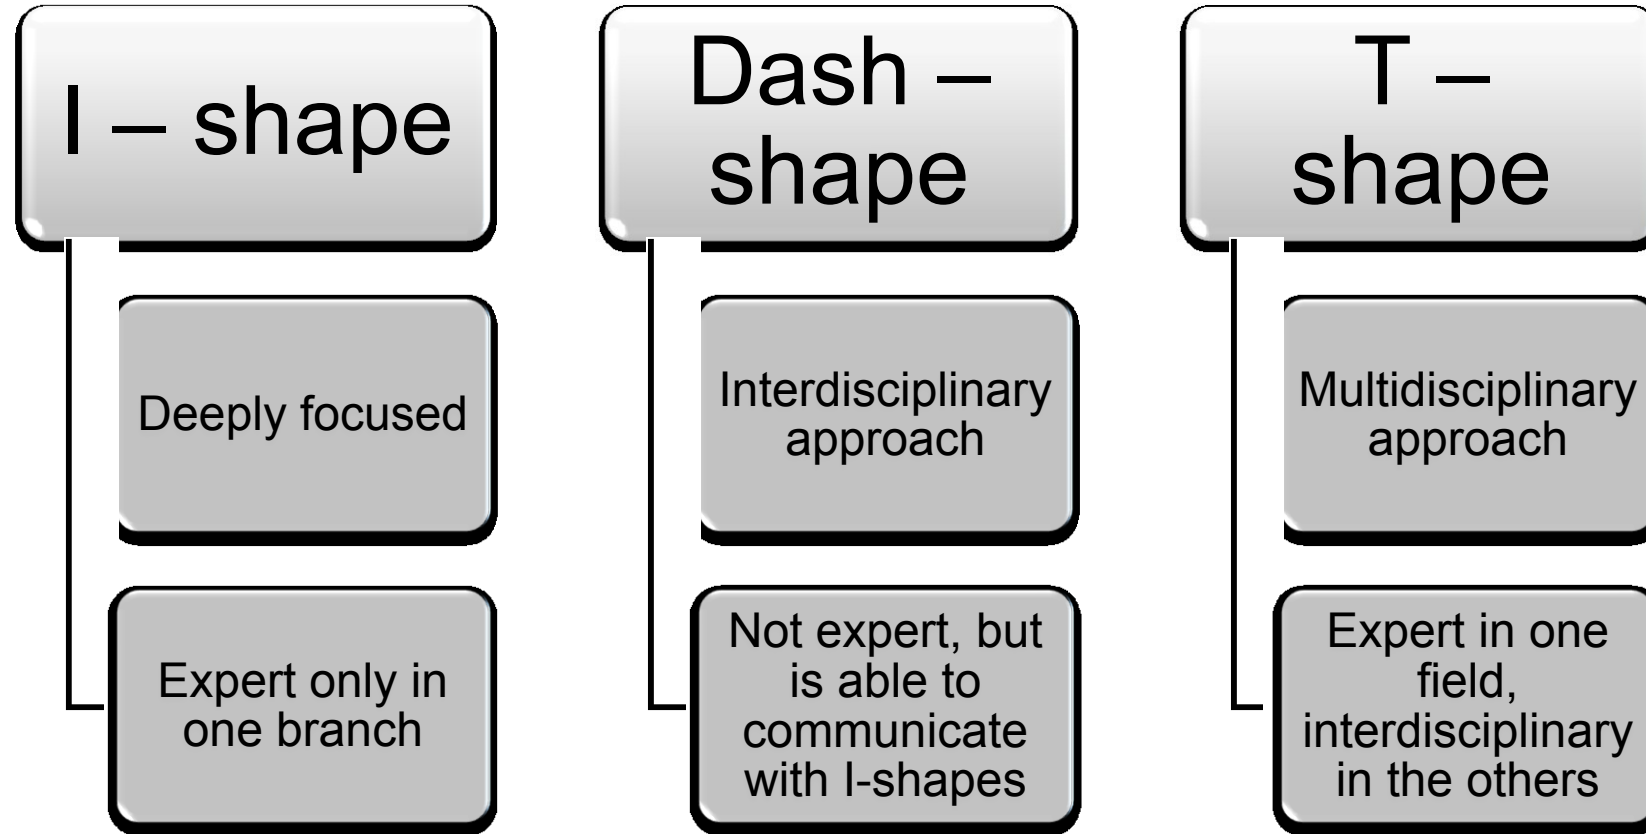 I – shape
Deeply focused
Expert only in
one branch
Dash –
shape
Interdisciplinary
approach
Not expert, but
is able to
communicate
with I-shapes
T –
shape
Multidisciplinary
approach
Expert in one
field,
interdisciplinary
in the others